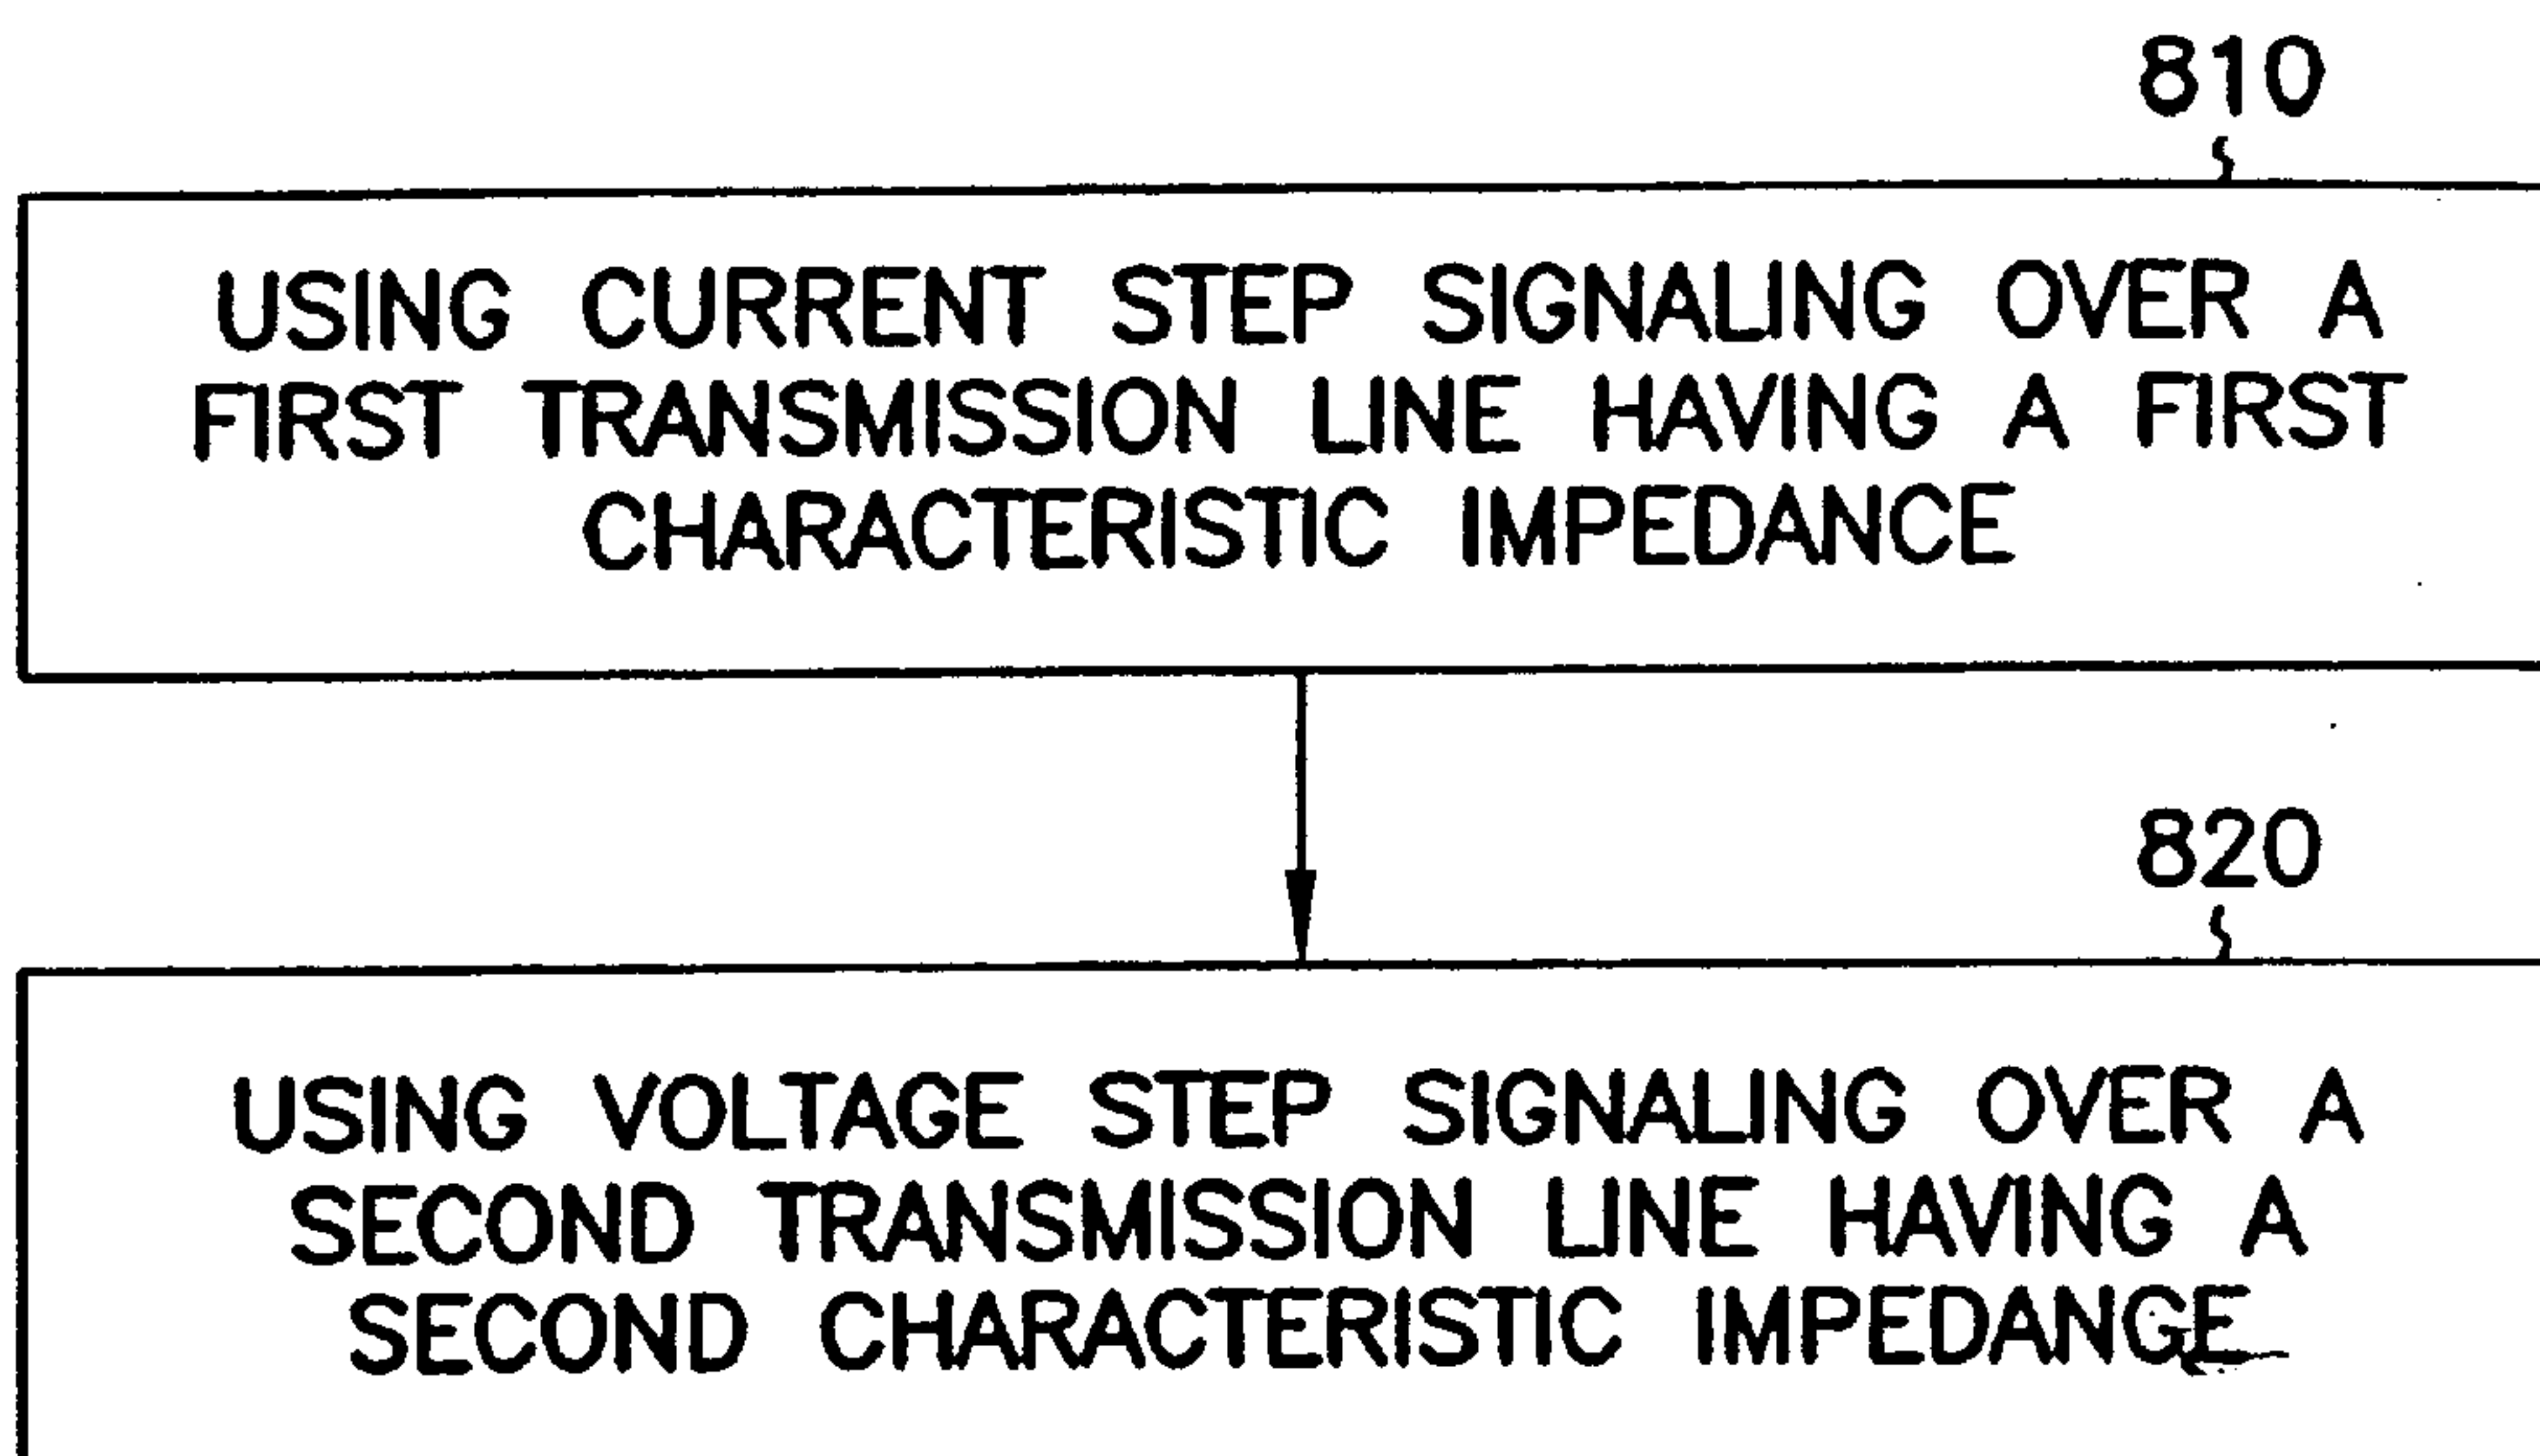 810
USING CURRENT STEP SIGNALING OVER A
FIRST TRANSMISSION LINE HAVING A FIRST
CHARACTERISTIC IMPEDANCE
820
USING VOLTAGE STEP SIGNALING OVER A
SECOND TRANSMISSION LINE HAVING A
SECOND CHARACTERISTIC IMPEDANCE